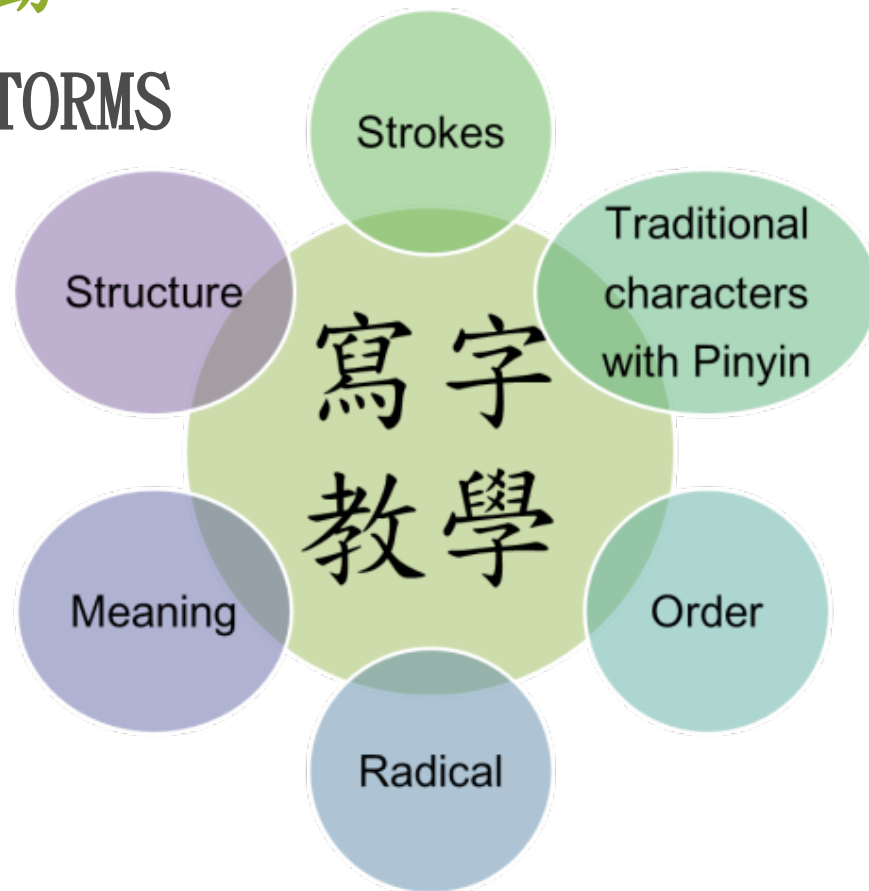 TORMS
Strokes
Traditional
characters
with Pinyin
Structure
寫字
教學
Meaning
Order
Radical